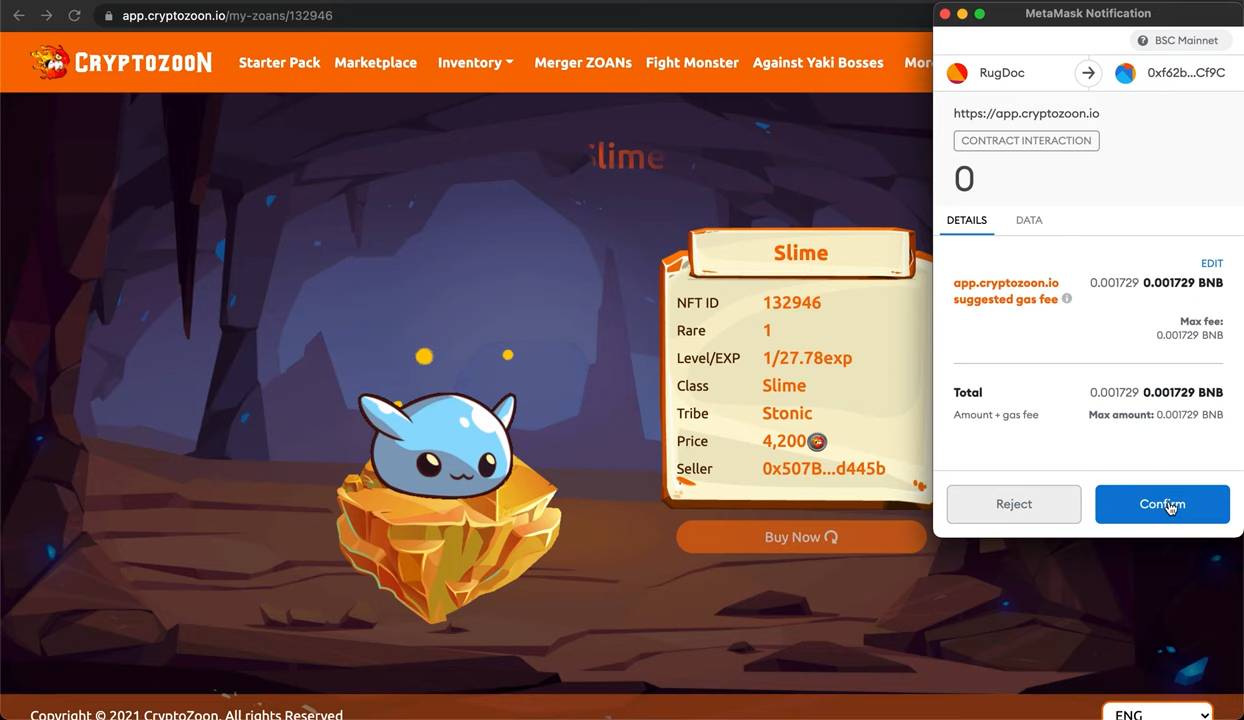 app.cryptozoon.io/my-zoans/132946
CRYPTOZOON
Starter Pack
Marketplace
Inventory
Merger ZOANs
Fight Monster
Against Yaki Bosses
Slime
Slime
NFT ID 132946
Rare 1
Level/EXP 1/27.78exp
Class Slime
Tribe Stonic
Price 4,200
Seller 0x507B...d445b
Buy Now
Copyright © 2021 CryptoZoon. All rights Reserved
ENG
MetaMask Notification
BSC Mainnet
RugDoc
0xf62b...Cf9C
https://app.cryptozoon.io
CONTRACT INTERACTION
0
DETAILS
DATA
EDIT
app.cryptozoon.io 0.001729 0.001729 BNB
suggested gas fee
Max fee:
0.001729 BNB
Total 0.001729 0.001729 BNB
Amount + gas fee Max amount: 0.001729 BNB
Reject
Confirm